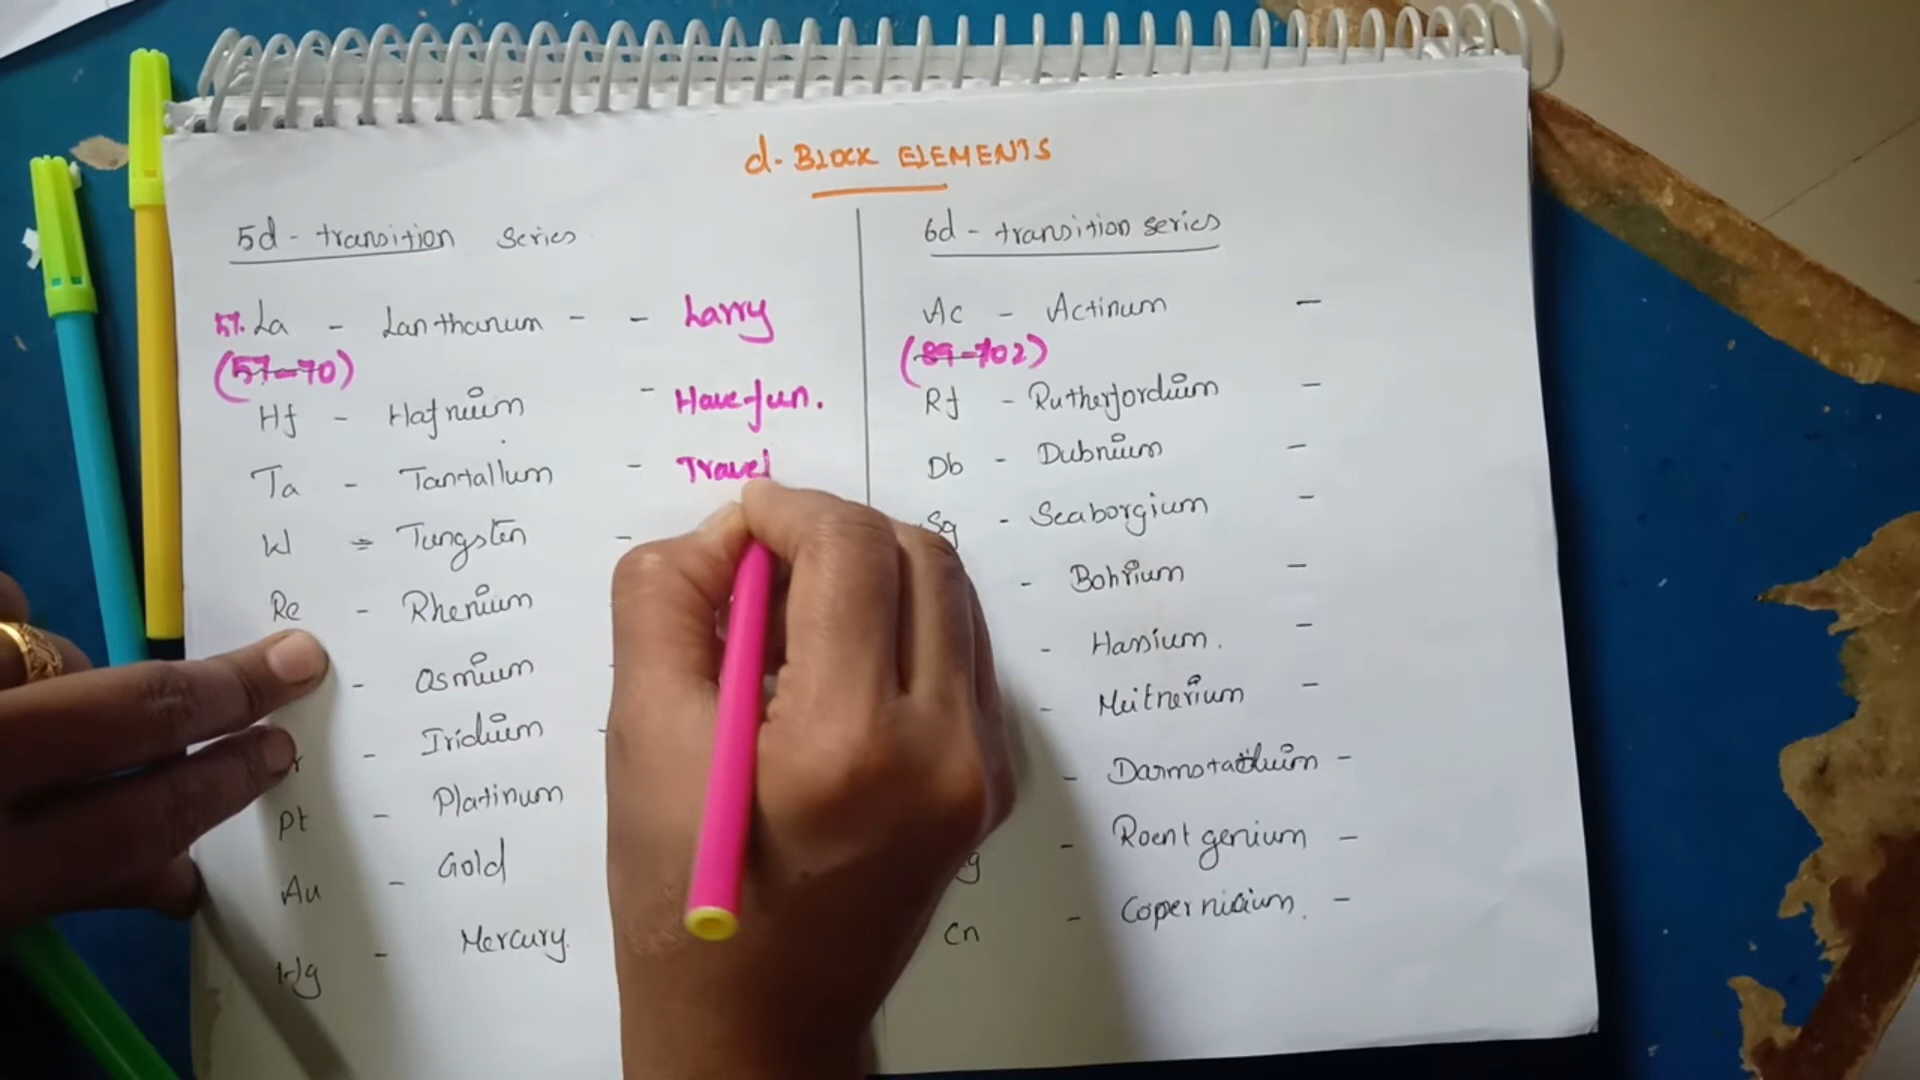 d-BLOCK ELEMENTS
5d - transition series
57. La - Lanthanum - - Larry
(57-70)
Hf - Hafnium - Have fun.
Ta - Tantallum - Travel
W = Tungsten -
Re - Rhenium
- Osmium
r - Iridium -
Pt - Platinum
Au - Gold
Hg - Mercury.
6d - transition series
Ac - Actinum -
(89-102)
Rf - Rutherfordium -
Db - Dubnium -
Sg - Seaborgium -
- Bohrium -
- Hassium. -
- Meitnerium -
- Darmstadtium -
g - Roentgenium -
Cn - Copernicium. -